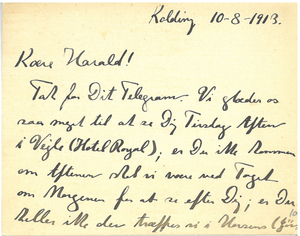 Kolding 10-8-1913.
Kære Harald!
Tak for Dit Telegram. Vi glæder os
saa meget til at se Dig Tirsdag Aften
i Vejle (Hotel Royal); er Du ikke kommen
om Aftenen skal vi være ved Toget
om Morgenen for at se efter Dig; er Du
heller ikke der træffes vi i Horsens